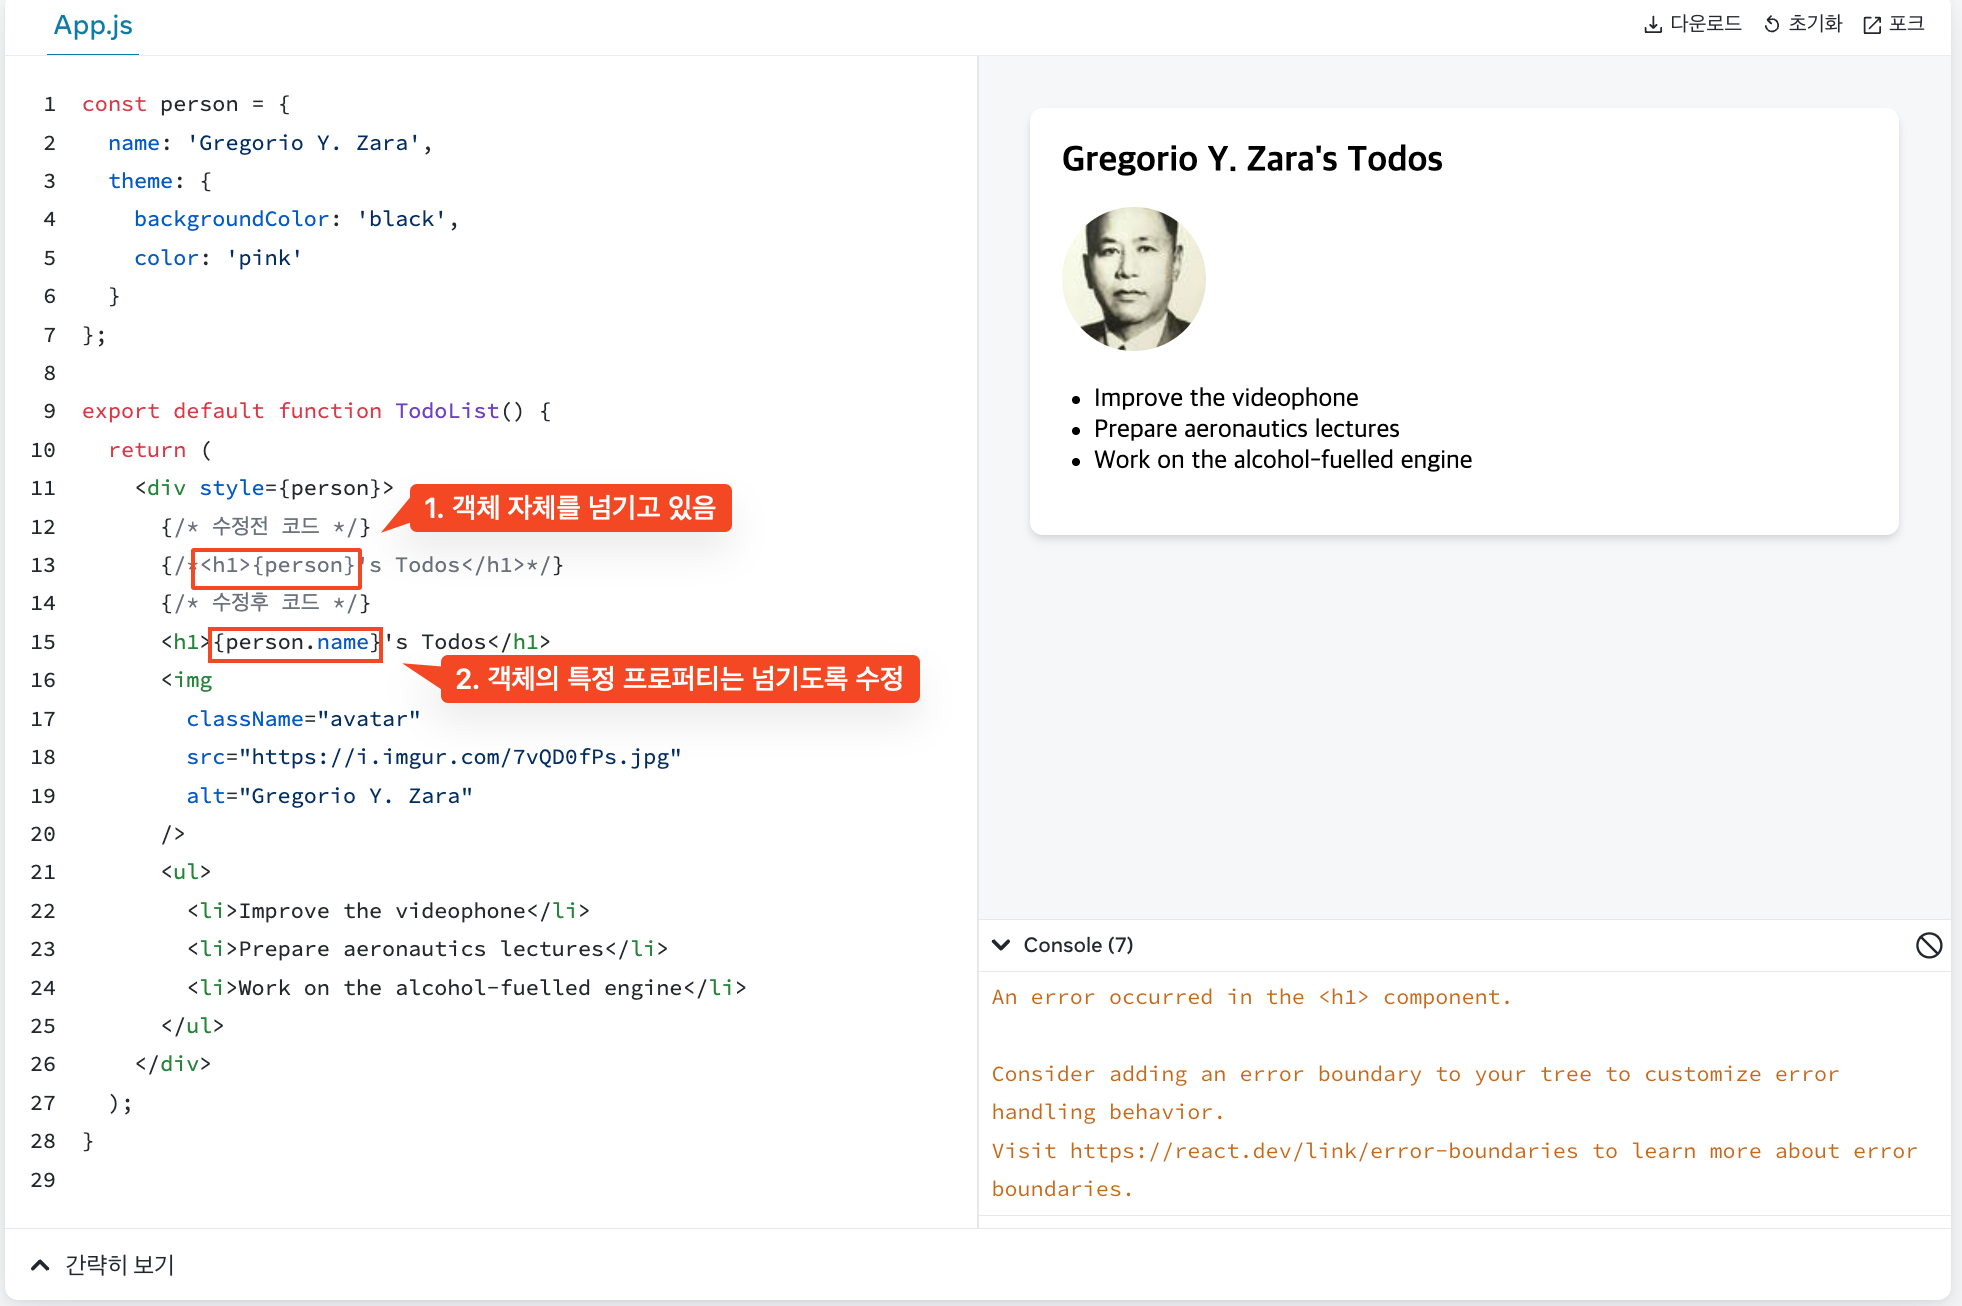 App.js
다운로드 초기화 포크
1 const person = {
2 name: 'Gregorio Y. Zara',
3 theme: {
4 backgroundColor: 'black',
5 color: 'pink'
6 }
7 };
8
9 export default function TodoList() {
10 return (
11 <div style={person}>
1. 객체 자체를 넘기고 있음
12 {/* 수정전 코드 */}
13 {/*<h1>{person}'s Todos</h1>*/}
14 {/* 수정후 코드 */}
15 <h1>{person.name}'s Todos</h1>
2. 객체의 특정 프로퍼티는 넘기도록 수정
16 <img
17 className="avatar"
18 src="https://i.imgur.com/7vQD0fPs.jpg"
19 alt="Gregorio Y. Zara"
20 />
21 <ul>
22 <li>Improve the videophone</li>
23 <li>Prepare aeronautics lectures</li>
24 <li>Work on the alcohol-fuelled engine</li>
25 </ul>
26 </div>
27 );
28 }
29
Gregorio Y. Zara's Todos
• Improve the videophone
• Prepare aeronautics lectures
• Work on the alcohol-fuelled engine
Console (7)
An error occurred in the <h1> component.
Consider adding an error boundary to your tree to customize error
handling behavior.
Visit https://react.dev/link/error-boundaries to learn more about error
boundaries.
간략히 보기